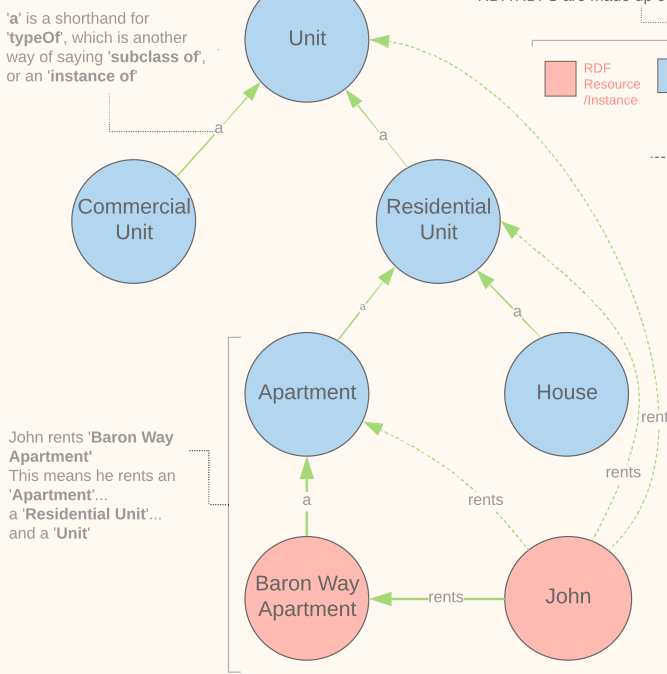 'a' is a shorthand for
'typeOf', which is another
way of saying 'subclass of',
or an 'instance of'
Unit
RDF
Resource
/Instance
a
a
Commercial
Unit
Residential
Unit
a
a
Apartment
House
rent
John rents 'Baron Way
Apartment'
This means he rents an
'Apartment'...
a 'Residential Unit'...
and a 'Unit'
rents
a
rents
Baron Way
Apartment
rents
John